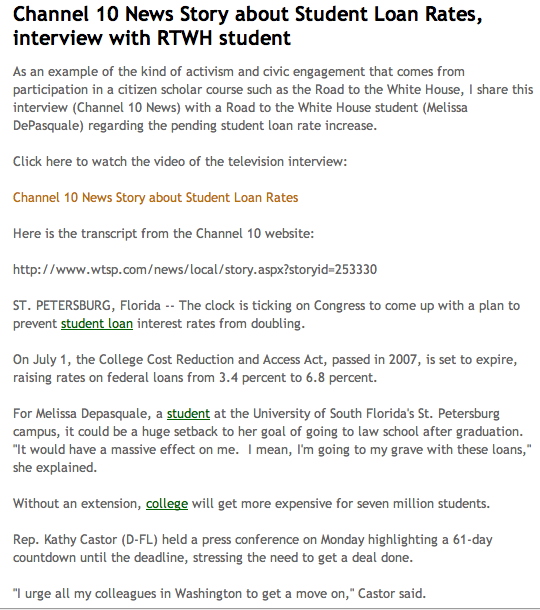 Channel 10 News Story about Student Loan Rates,
interview with RTWH student
As an example of the kind of activism and civic engagement that comes from
participation in a citizen scholar course such as the Road to the White House, I share this
interview (Channel 10 News) with a Road to the White House student (Melissa
DePasquale) regarding the pending student loan rate increase.
Click here to watch the video of the television interview:
Channel 10 News Story about Student Loan Rates
Here is the transcript from the Channel 10 website:
http://www.wtsp.com/news/local/story.aspx?storyid=253330
ST. PETERSBURG, Florida -- The clock is ticking on Congress to come up with a plan to
prevent student loan interest rates from doubling.
On July 1, the College Cost Reduction and Access Act, passed in 2007, is set to expire,
raising rates on federal loans from 3.4 percent to 6.8 percent.
For Melissa Depasquale, a student at the University of South Florida's St. Petersburg
campus, it could be a huge setback to her goal of going to law school after graduation.
"It would have a massive effect on me.  I mean, I'm going to my grave with these loans,"
she explained.
Without an extension, college will get more expensive for seven million students.
Rep. Kathy Castor (D-FL) held a press conference on Monday highlighting a 61-day
countdown until the deadline, stressing the need to get a deal done.
"I urge all my colleagues in Washington to get a move on," Castor said.